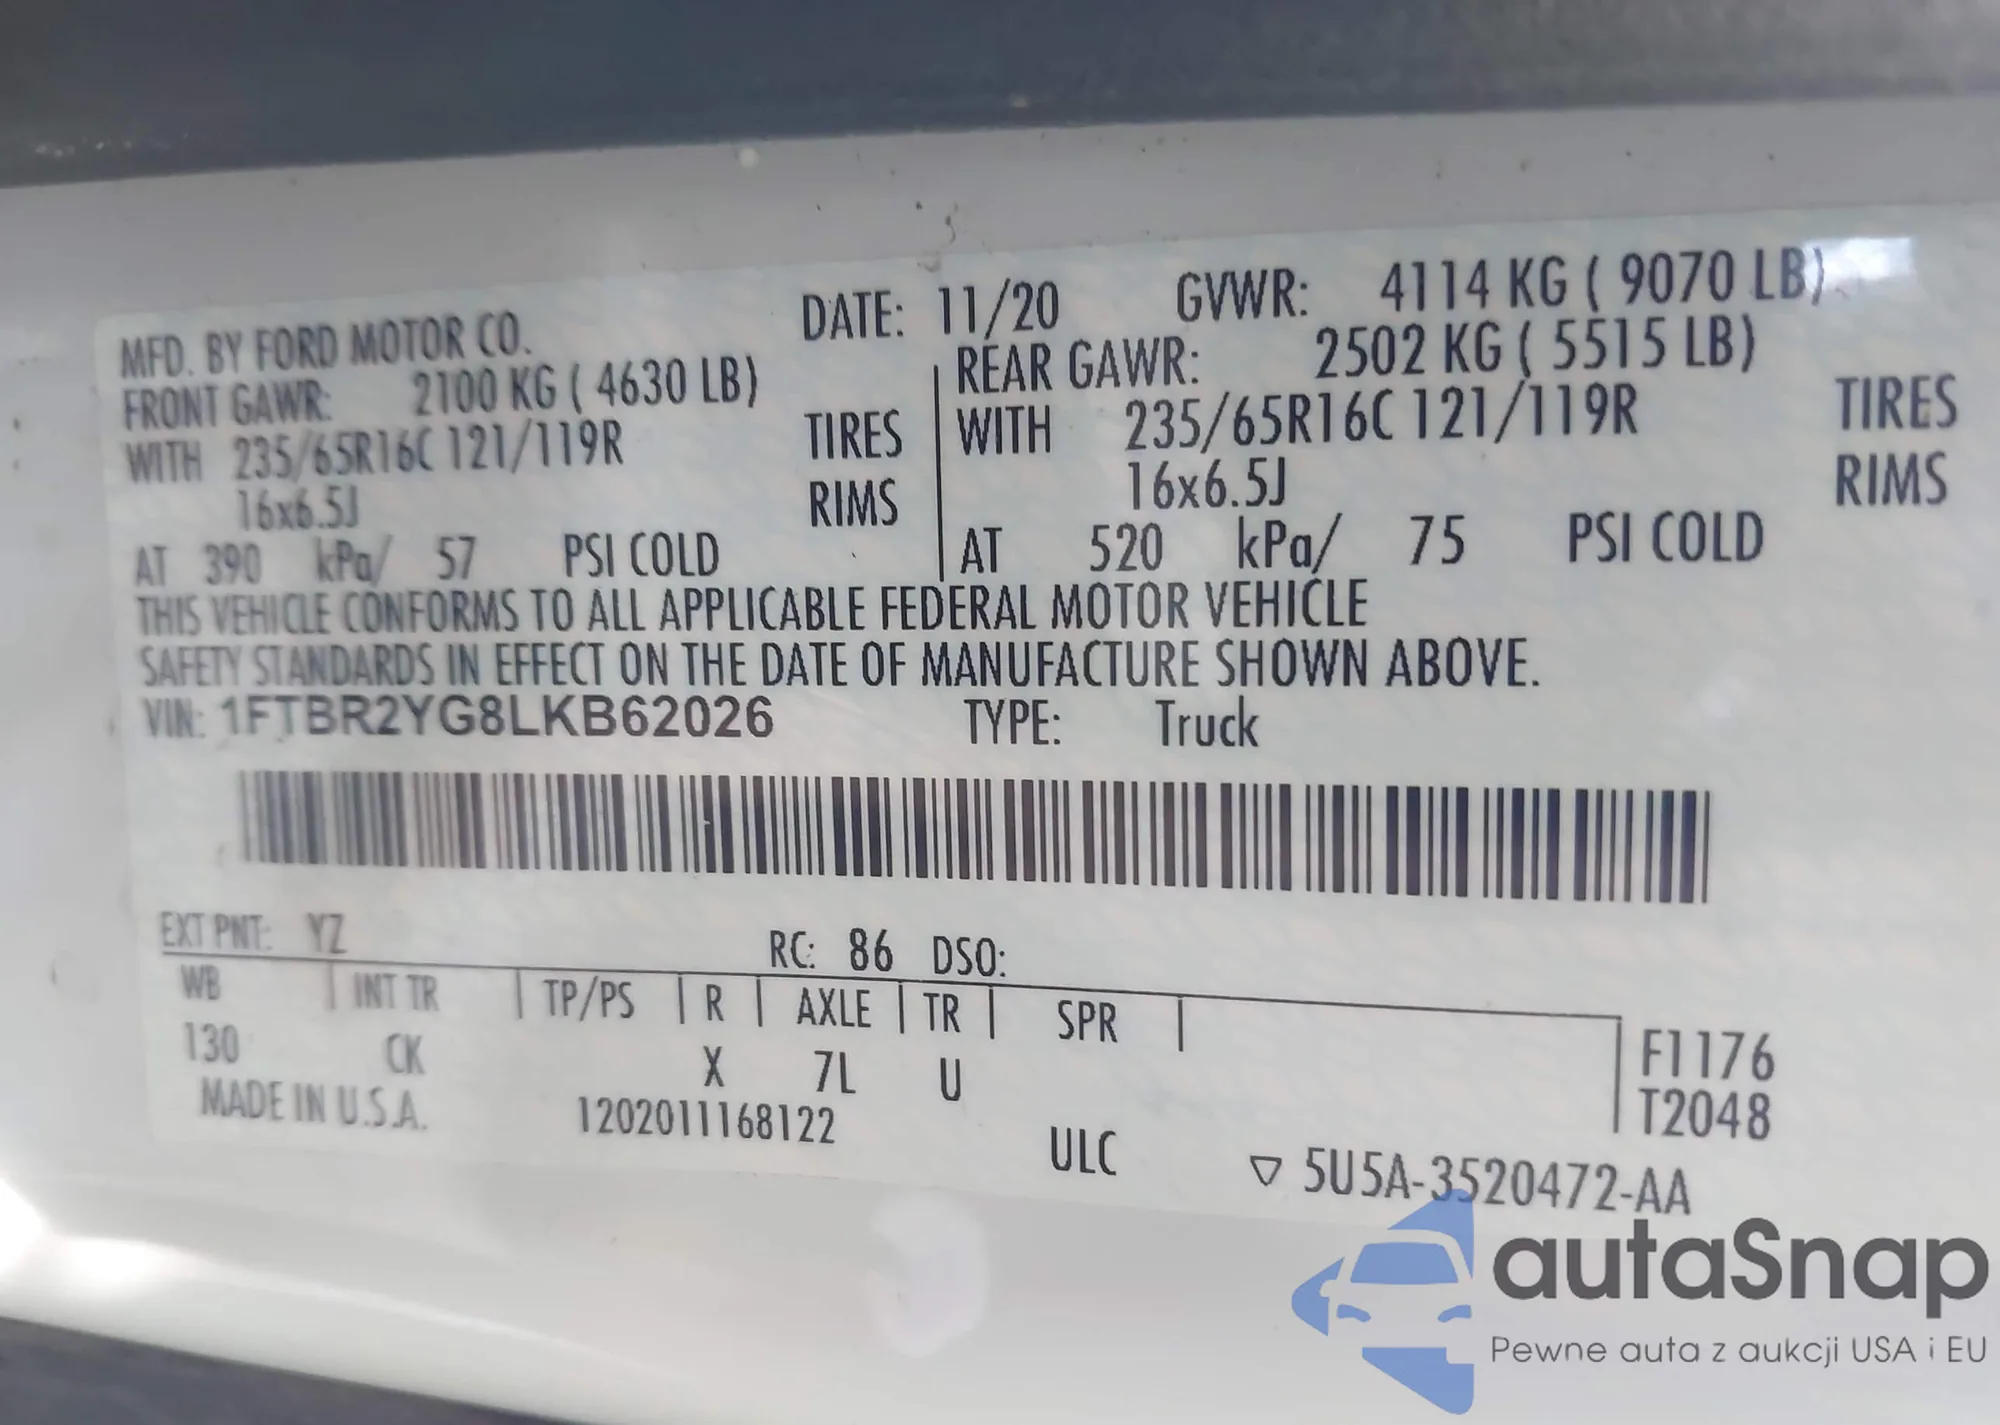 MFD. BY FORD MOTOR CO. DATE: 11/20 GVWR: 4114 KG ( 9070 LB)
FRONT GAWR: 2100 KG ( 4630 LB) REAR GAWR: 2502 KG ( 5515 LB)
WITH 235/65R16C 121/119R TIRES WITH 235/65R16C 121/119R TIRES
16x6.5J RIMS 16x6.5J RIMS
AT 390 kPa/ 57 PSI COLD AT 520 kPa/ 75 PSI COLD
THIS VEHICLE CONFORMS TO ALL APPLICABLE FEDERAL MOTOR VEHICLE
SAFETY STANDARDS IN EFFECT ON THE DATE OF MANUFACTURE SHOWN ABOVE.
VIN: 1FTBR2YG8LKB62026 TYPE: Truck
EXT PNT: YZ RC: 86 DSO:
WB INT TR TP/PS R AXLE TR SPR
130 CK X 7L U F1176
T2048
MADE IN U.S.A. 1202011168122 ULC ▽ 5U5A-3520472-AA
autaSnap
Pewne auta z aukcji USA i EU